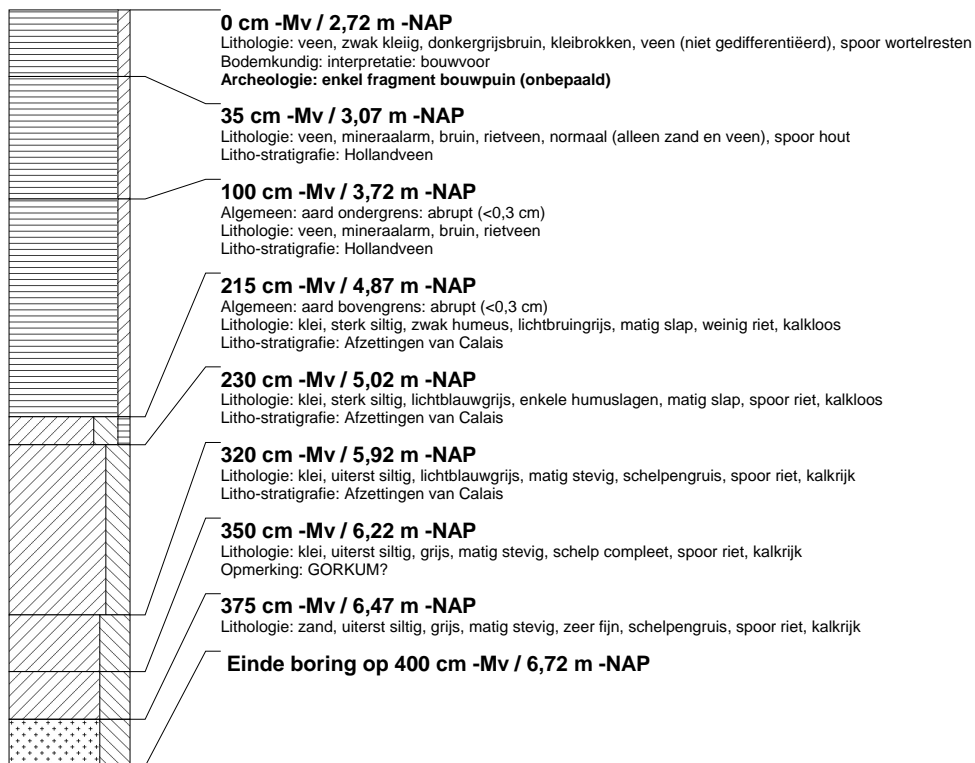 0 cm -Mv / 2,72 m -NAP
Lithologie: veen, zwak kleiig, donkergrijsbruin, kleibrokken, veen (niet gedifferentiëerd), spoor wortelresten
Bodemkundig: interpretatie: bouwvoor
Archeologie: enkel fragment bouwpuin (onbepaald)
35 cm -Mv / 3,07 m -NAP
Lithologie: veen, mineraalarm, bruin, rietveen, normaal (alleen zand en veen), spoor hout
Litho-stratigrafie: Hollandveen
100 cm -Mv / 3,72 m -NAP
Algemeen: aard ondergrens: abrupt (<0,3 cm)
Lithologie: veen, mineraalarm, bruin, rietveen
Litho-stratigrafie: Hollandveen
215 cm -Mv / 4,87 m -NAP
Algemeen: aard bovengrens: abrupt (<0,3 cm)
Lithologie: klei, sterk siltig, zwak humeus, lichtbruingrijs, matig slap, weinig riet, kalkloos
Litho-stratigrafie: Afzettingen van Calais
230 cm -Mv / 5,02 m -NAP
Lithologie: klei, sterk siltig, lichtblauwgrijs, enkele humuslagen, matig slap, spoor riet, kalkloos
Litho-stratigrafie: Afzettingen van Calais
320 cm -Mv / 5,92 m -NAP
Lithologie: klei, uiterst siltig, lichtblauwgrijs, matig stevig, schelpengruis, spoor riet, kalkrijk
Litho-stratigrafie: Afzettingen van Calais
350 cm -Mv / 6,22 m -NAP
Lithologie: klei, uiterst siltig, grijs, matig stevig, schelp compleet, spoor riet, kalkrijk
Opmerking: GORKUM?
375 cm -Mv / 6,47 m -NAP
Lithologie: zand, uiterst siltig, grijs, matig stevig, zeer fijn, schelpengruis, spoor riet, kalkrijk
Einde boring op 400 cm -Mv / 6,72 m -NAP